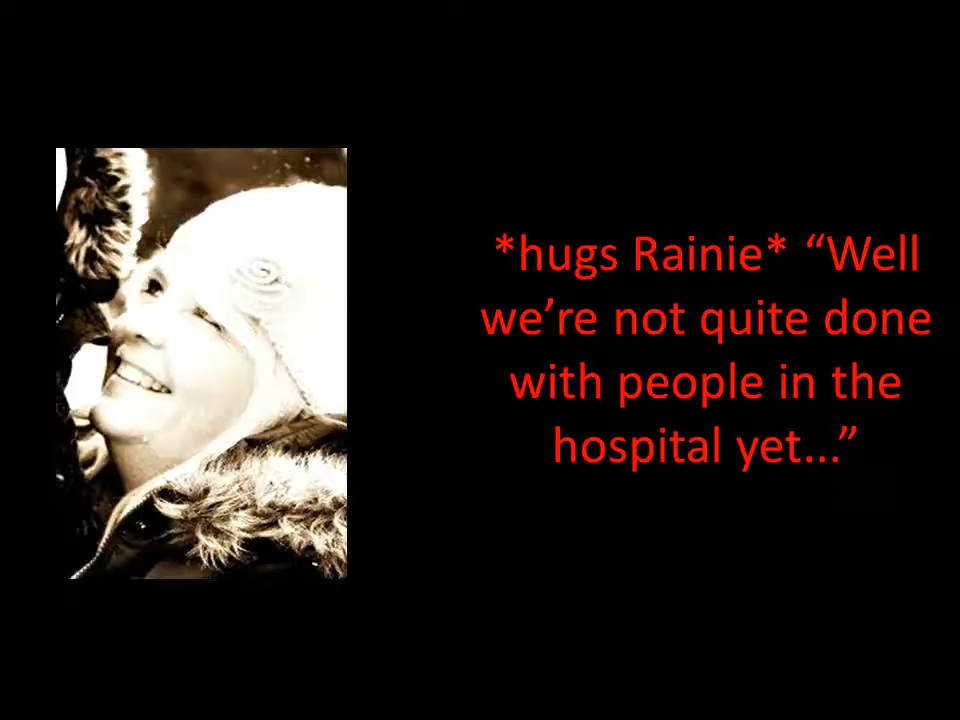 *hugs Rainie* “Well
we’re not quite done
with people in the
hospital yet...”